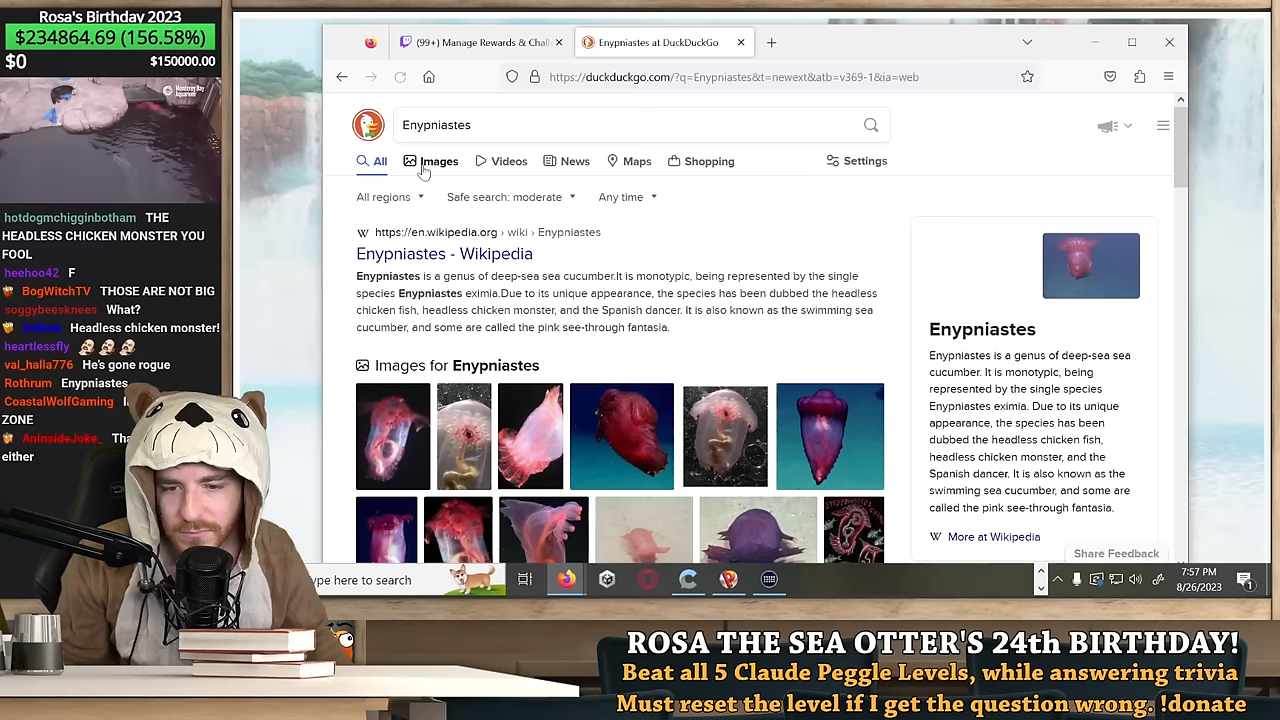 Rosa's Birthday 2023
$234864.69 (156.58%)
$0
$150000.00
Monterey Bay
Aquarium
hotdogmchigginbotham THE
HEADLESS CHICKEN MONSTER YOU
FOOL
heehoo42 F
BogWitchTV THOSE ARE NOT BIG
soggybeesknees What?
Headless chicken monster!
heartlessfly
val_halla776 He's gone rogue
Rothrum Enypniastes
CoastalWolfGaming
ZONE
AnInsideJoke_ Tha
either
(99+) Manage Rewards & Chall
Enypniastes at DuckDuckGo
https://duckduckgo.com/?q=Enypniastes&t=newext&atb=v369-1&ia=web
Enypniastes
All Images Videos News Maps Shopping Settings
All regions Safe search: moderate Any time
W https://en.wikipedia.org › wiki › Enypniastes
Enypniastes - Wikipedia
Enypniastes is a genus of deep-sea sea cucumber.It is monotypic, being represented by the single
species Enypniastes eximia.Due to its unique appearance, the species has been dubbed the headless
chicken fish, headless chicken monster, and the Spanish dancer. It is also known as the swimming sea
cucumber, and some are called the pink see-through fantasia.
Images for Enypniastes
Enypniastes
Enypniastes is a genus of deep-sea sea
cucumber. It is monotypic, being
represented by the single species
Enypniastes eximia. Due to its unique
appearance, the species has been
dubbed the headless chicken fish,
headless chicken monster, and the
Spanish dancer. It is also known as the
swimming sea cucumber, and some are
called the pink see-through fantasia.
W More at Wikipedia
Share Feedback
ype here to search
7:57 PM
8/26/2023
1
ROSA THE SEA OTTER'S 24th BIRTHDAY!
Beat all 5 Claude Peggle Levels, while answering trivia
Must reset the level if I get the question wrong. !donate